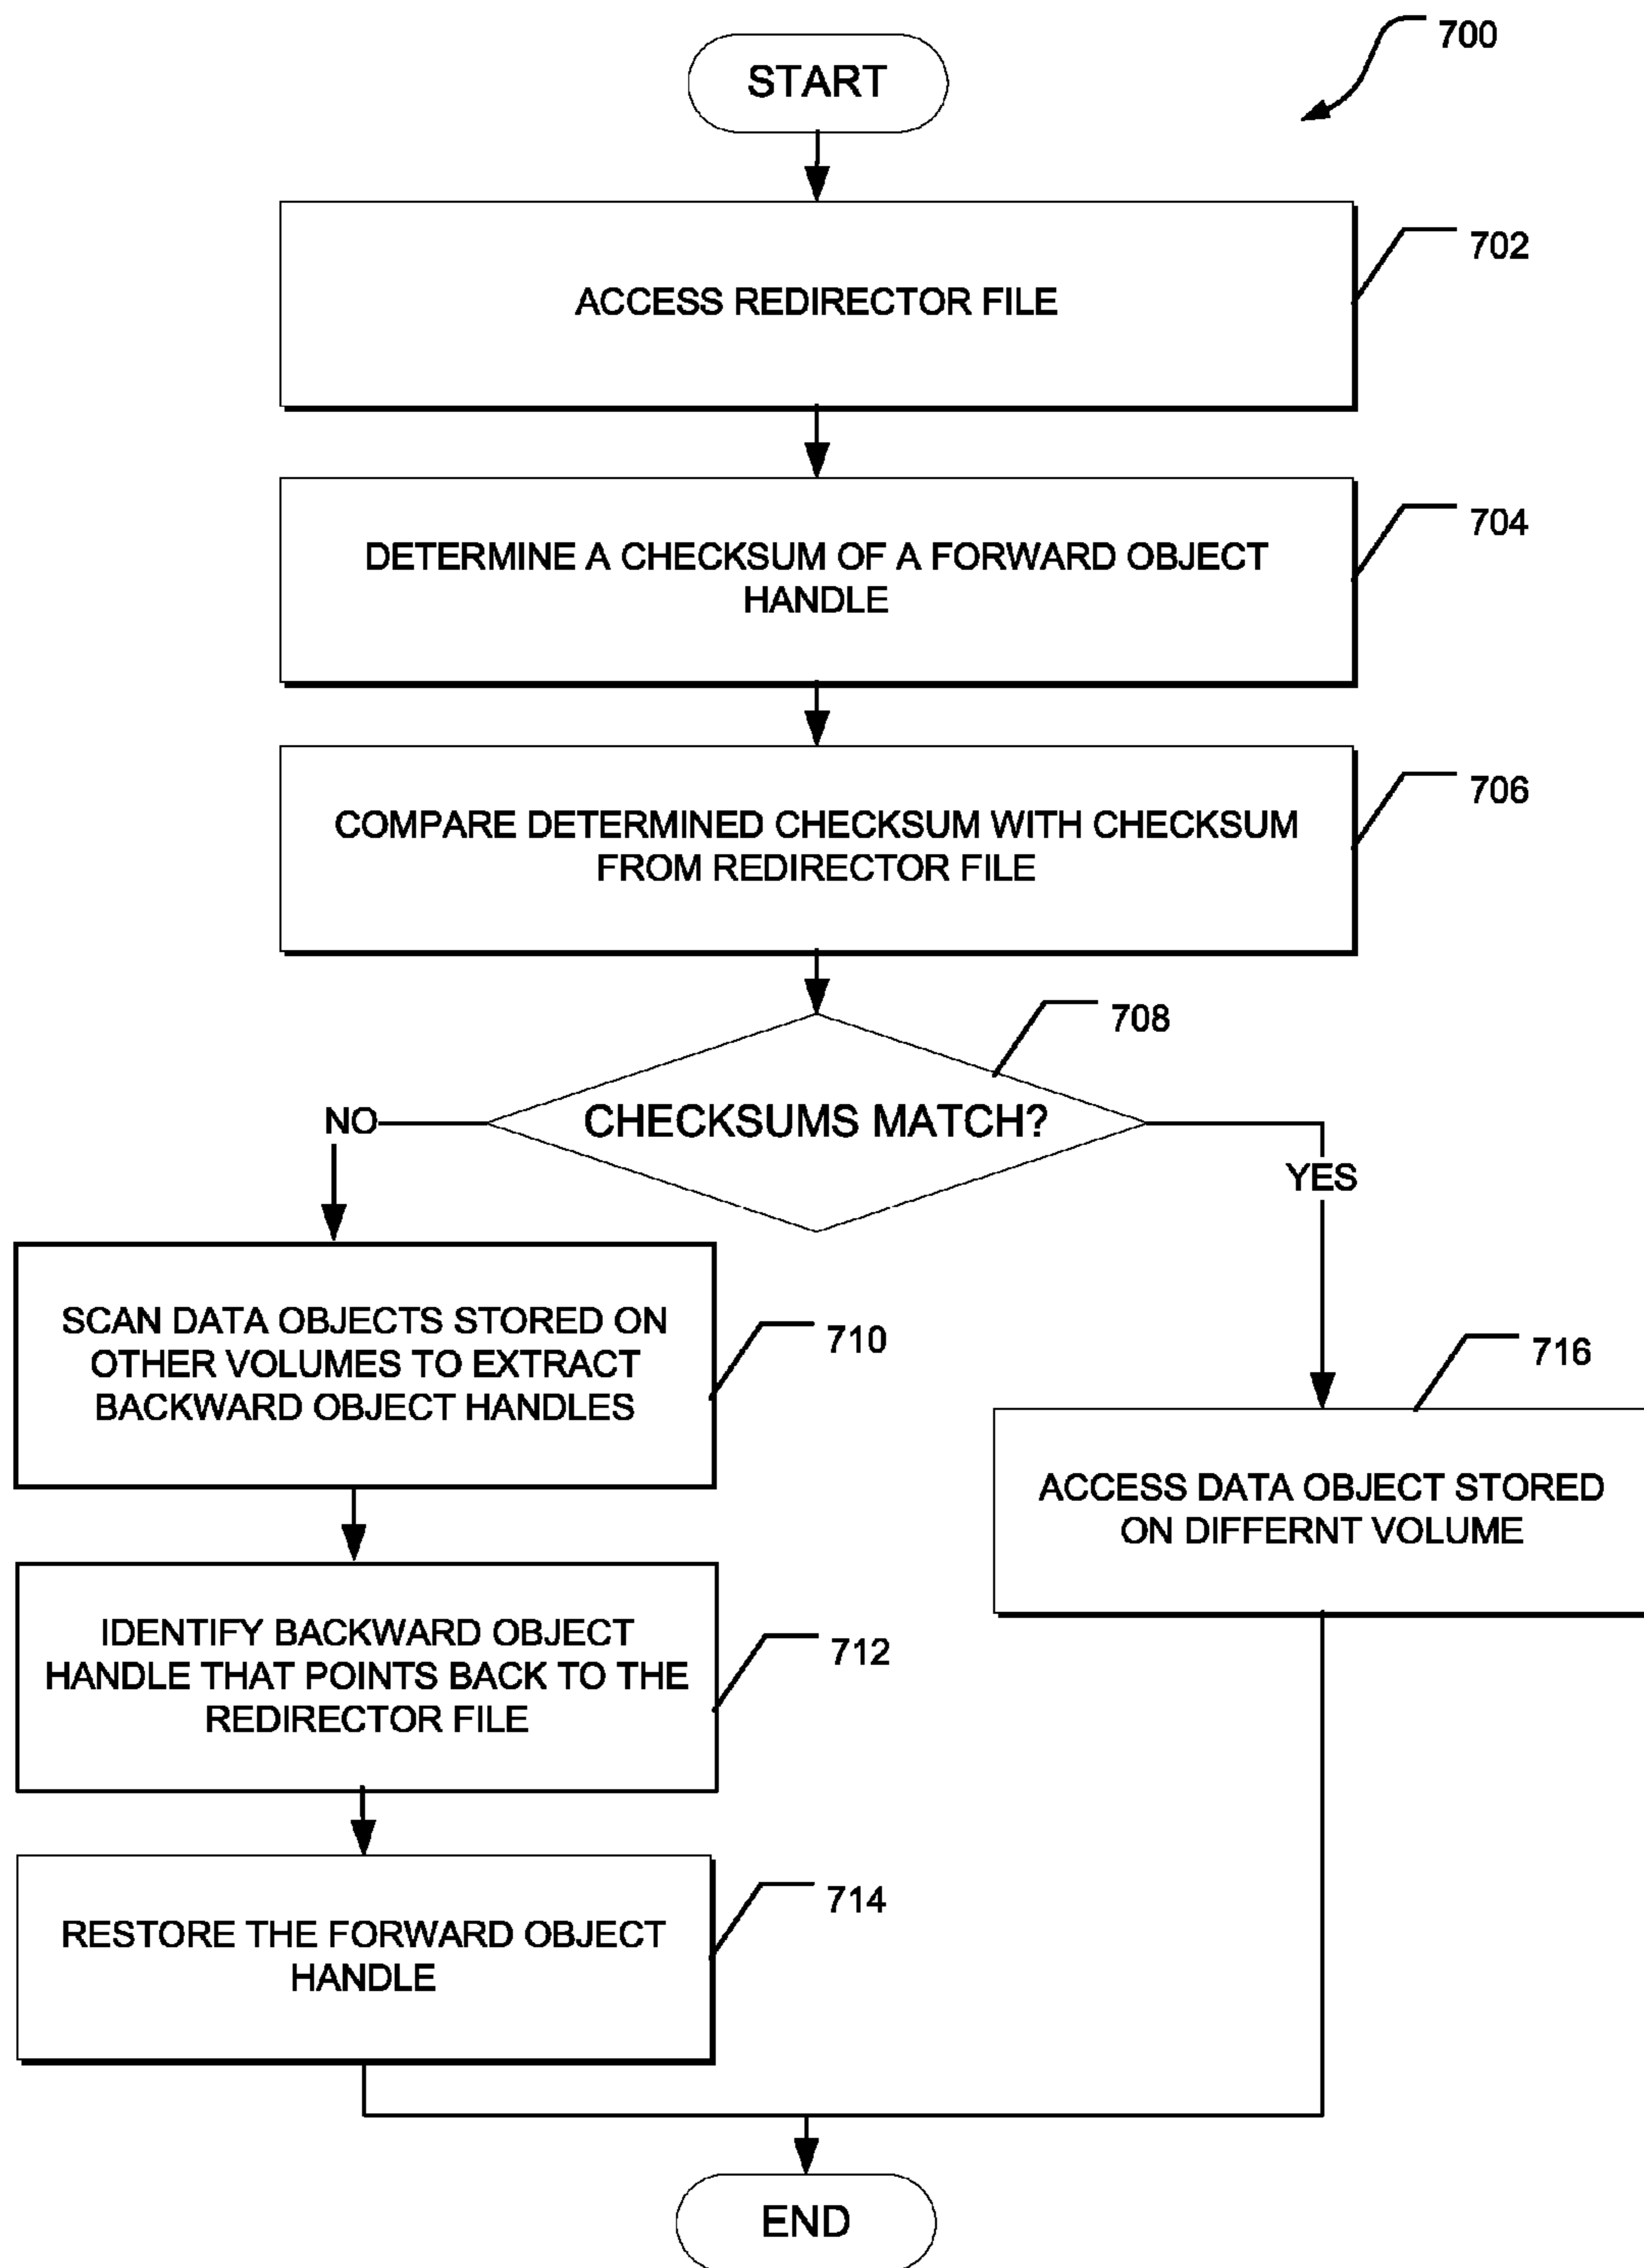 700
START
702
ACCESS REDIRECTOR FILE
704
DETERMINE A CHECKSUM OF A FORWARD OBJECT
HANDLE
706
COMPARE DETERMINED CHECKSUM WITH CHECKSUM
FROM REDIRECTOR FILE
708
CHECKSUMS MATCH?
NO
YES
SCAN DATA OBJECTS STORED ON
OTHER VOLUMES TO EXTRACT
BACKWARD OBJECT HANDLES
710
716
ACCESS DATA OBJECT STORED
ON DIFFERNT VOLUME
IDENTIFY BACKWARD OBJECT
HANDLE THAT POINTS BACK TO THE
REDIRECTOR FILE
712
714
RESTORE THE FORWARD OBJECT
HANDLE
END